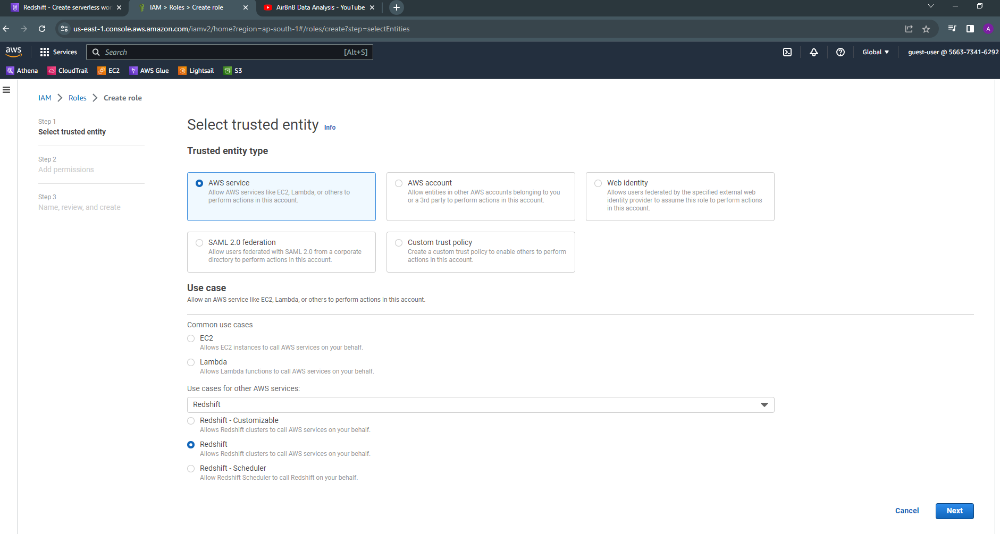 Redshift - Create serverless wor
IAM > Roles > Create role
AirBnB Data Analysis - YouTube
us-east-1.console.aws.amazon.com/iamv2/home?region=ap-south-1#/roles/create?step=selectEntities
A
aws
Services
Search
[Alt+S]
Global
guest-user @ 5663-7341-6292
Athena
CloudTrail
EC2
AWS Glue
Lightsail
S3
IAM > Roles > Create role
Step 1
Select trusted entity
Step 2
Add permissions
Step 3
Name, review, and create
Select trusted entity Info
Trusted entity type
AWS service
Allow AWS services like EC2, Lambda, or others to
perform actions in this account.
AWS account
Allow entities in other AWS accounts belonging to you
or a 3rd party to perform actions in this account.
Web identity
Allows users federated by the specified external web
identity provider to assume this role to perform actions
in this account.
SAML 2.0 federation
Allow users federated with SAML 2.0 from a corporate
directory to perform actions in this account.
Custom trust policy
Create a custom trust policy to enable others to perform
actions in this account.
Use case
Allow an AWS service like EC2, Lambda, or others to perform actions in this account.
Common use cases
EC2
Allows EC2 instances to call AWS services on your behalf.
Lambda
Allows Lambda functions to call AWS services on your behalf.
Use cases for other AWS services:
Redshift
Redshift - Customizable
Allows Redshift clusters to call AWS services on your behalf.
Redshift
Allows Redshift clusters to call AWS services on your behalf.
Redshift - Scheduler
Allow Redshift Scheduler to call Redshift on your behalf.
Cancel
Next